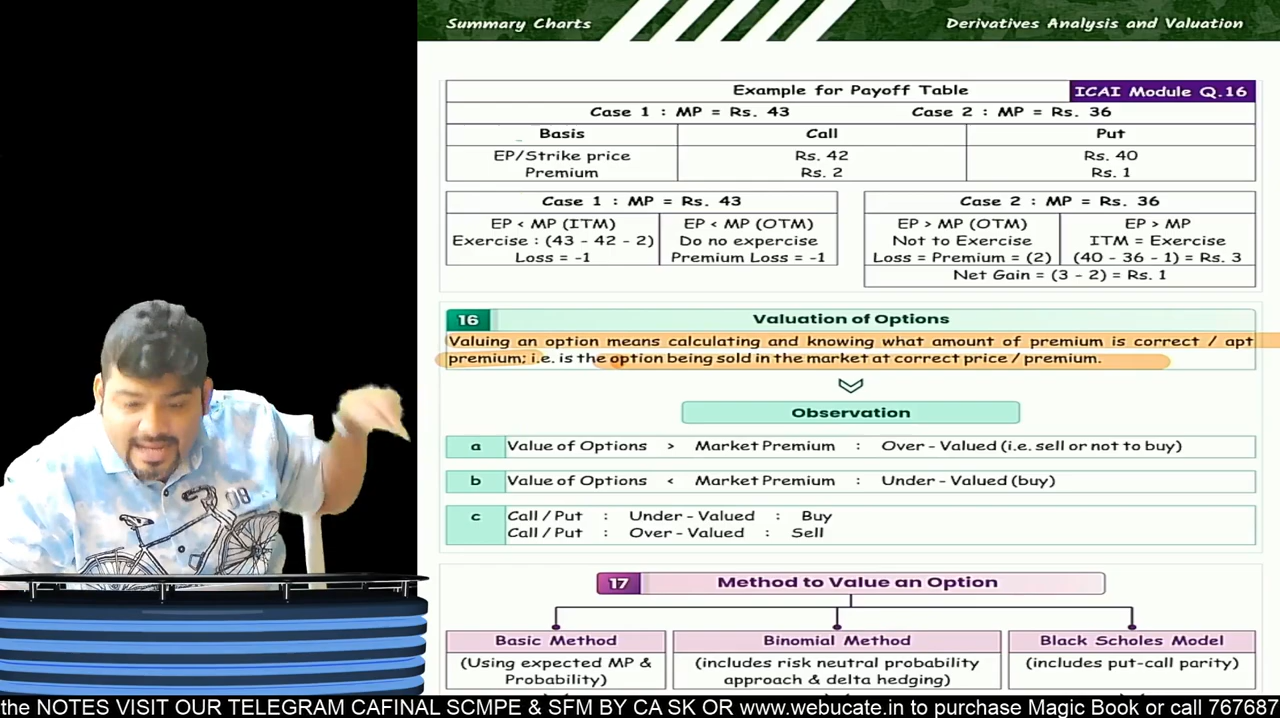 Summary Charts
Derivatives Analysis and Valuation
Example for Payoff Table
ICAI Module Q.16
Case 1 : MP = Rs. 43 Case 2 : MP = Rs. 36
Basis Call Put
EP/Strike price Rs. 42 Rs. 40
Premium Rs. 2 Rs. 1
Case 1 : MP = Rs. 43
EP < MP (ITM) EP < MP (OTM)
Exercise : (43 - 42 - 2) Do no expercise
Loss = -1 Premium Loss = -1
Case 2 : MP = Rs. 36
EP > MP (OTM) EP > MP
Not to Exercise ITM = Exercise
Loss = Premium = (2) (40 - 36 - 1) = Rs. 3
Net Gain = (3 - 2) = Rs. 1
16 Valuation of Options
Valuing an option means calculating and knowing what amount of premium is correct / apt
premium; i.e. is the option being sold in the market at correct price / premium.
Observation
a Value of Options > Market Premium : Over - Valued (i.e. sell or not to buy)
b Value of Options < Market Premium : Under - Valued (buy)
c Call / Put : Under - Valued : Buy
Call / Put : Over - Valued : Sell
17 Method to Value an Option
Basic Method Binomial Method Black Scholes Model
(Using expected MP & (includes risk neutral probability (includes put-call parity)
Probability) approach & delta hedging)
the NOTES VISIT OUR TELEGRAM CAFINAL SCMPE & SFM BY CA SK OR www.webucate.in to purchase Magic Book or call 767687